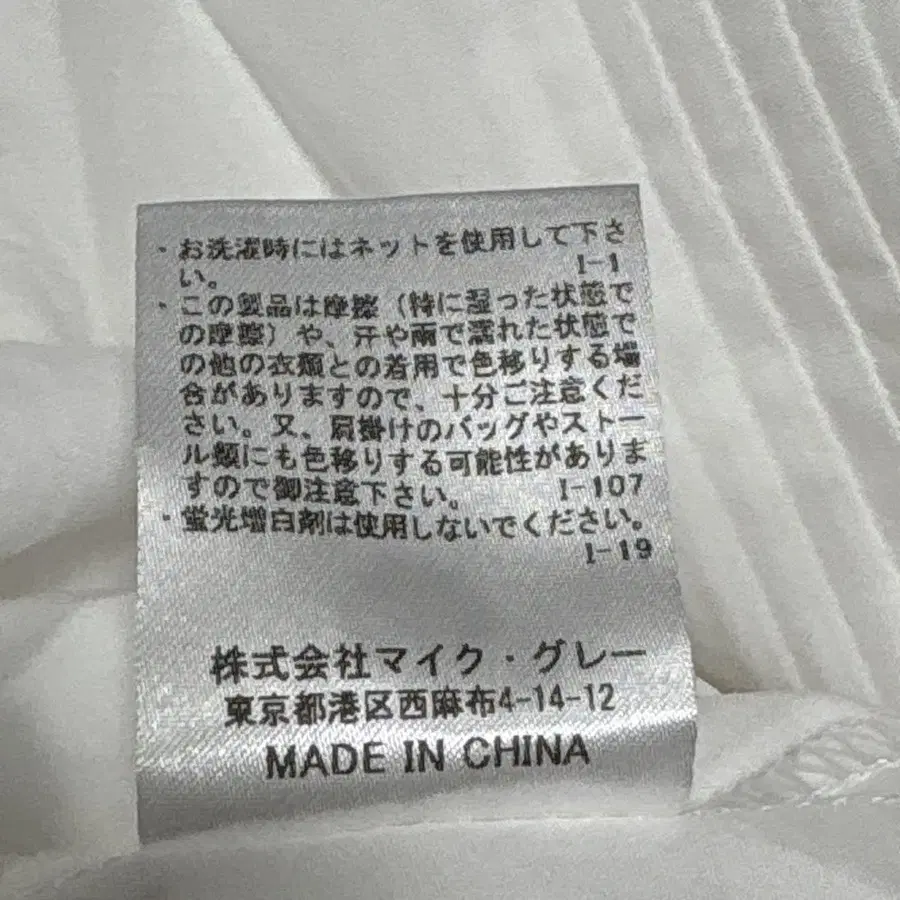 ・お洗濯時にはネットを使用して下さ
い。 I-1
・この製品は摩擦(特に湿った状態で
の摩擦)や、汗や雨で濡れた状態で
の他の衣類との着用で色移りする場
合がありますので、十分ご注意くだ
さい。又、肩掛けのバッグやストー
ル類にも色移りする可能性がありま
すので御注意下さい。 I-107
・蛍光増白剤は使用しないでください。
I-19
株式会社マイク・グレー
東京都港区西麻布4-14-12
MADE IN CHINA